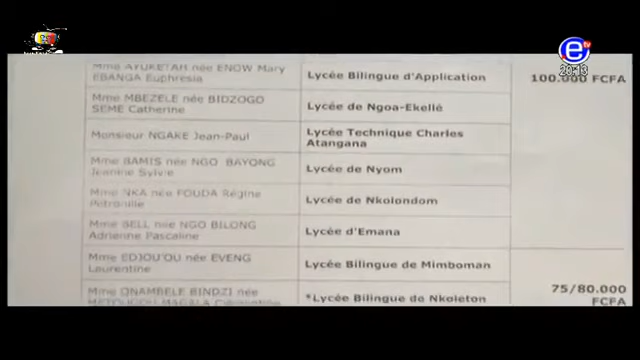 e tv
20:13
Mme AYUKETAH née ENOW Mary
EBANGA Euphresia
Lycée Bilingue d'Application
100.000 FCFA
Mme MBEZELE née BIDZOGO
SEME Catherine
Lycée de Ngoa-Ekellé
Monsieur NGAKE Jean-Paul
Lycée Technique Charles
Atangana
Mme BAMIS née NGO BAYONG
Jeanine Sylvie
Lycée de Nyom
Mme NKA née FOUDA Régine
Pétronille
Lycée de Nkolondom
Mme BELL née NGO BILONG
Adrienne Pascaline
Lycée d'Emana
Mme EDJOU'OU née EVENG
Laurentine
Lycée Bilingue de Mimboman
Mme ONAMBELE BINDZI née
*Lycée Bilingue de Nkoleton
75/80.000
FCFA